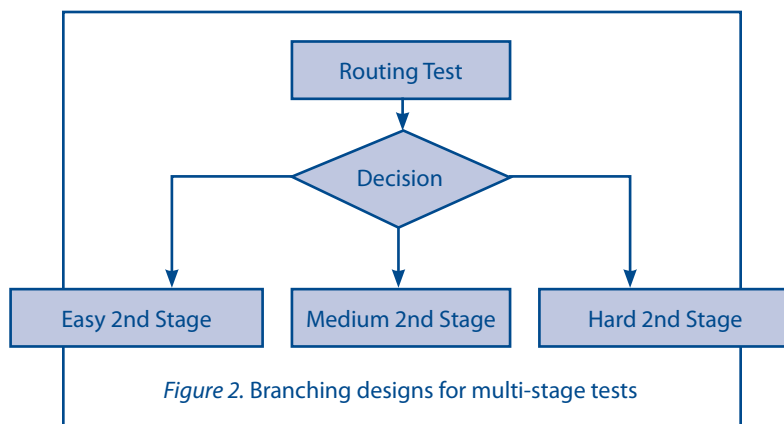 Routing Test
Decision
Easy 2nd Stage
Medium 2nd Stage
Hard 2nd Stage
Figure 2. Branching designs for multi-stage tests